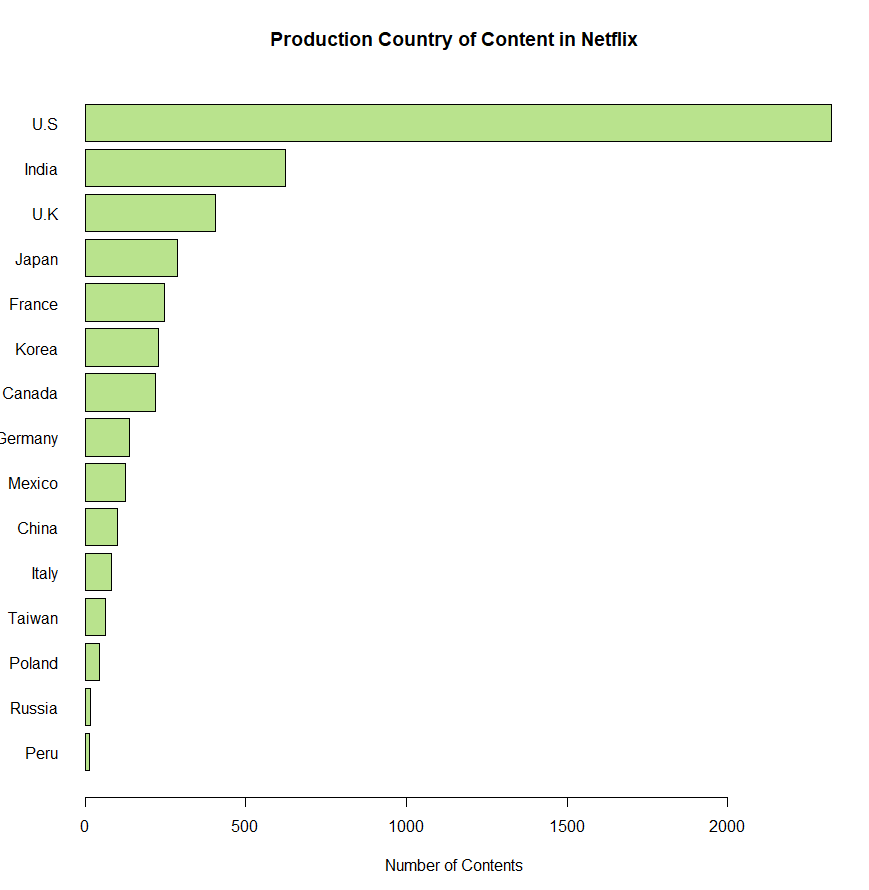 Production Country of Content in Netflix
U.S
India
U.K
Japan
France
Korea
Canada
Germany
Mexico
China
Italy
Taiwan
Poland
Russia
Peru
0 500 1000 1500 2000
Number of Contents